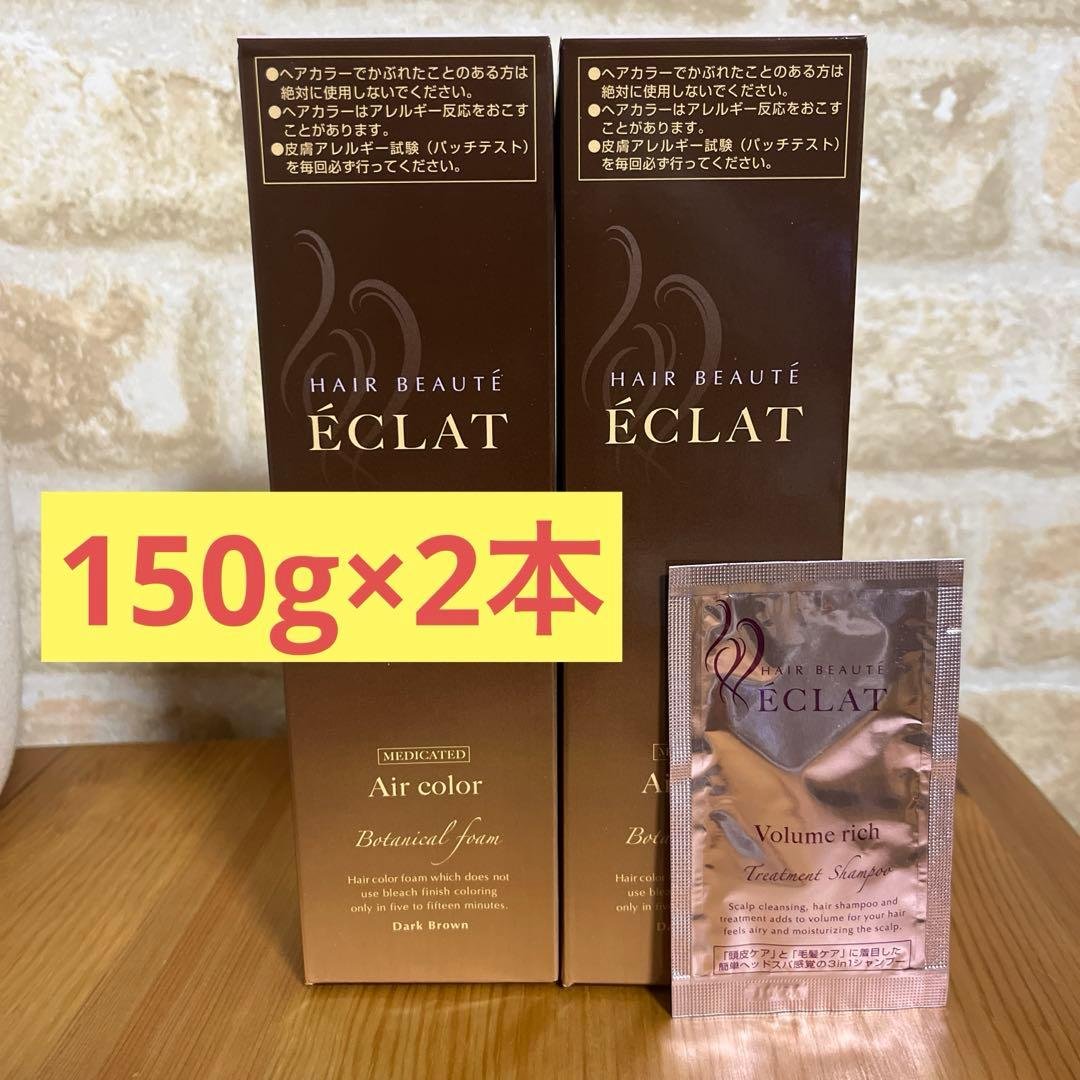 ●ヘアカラーでかぶれたことのある方は
絶対に使用しないでください。
●ヘアカラーはアレルギー反応をおこす
ことがあります。
●皮膚アレルギー試験（パッチテスト）
を毎回必ず行ってください。
HAIR BEAUTÉ
ÉCLAT
MEDICATED
Air color
Botanical foam
Hair color foam which does not
use bleach finish coloring
only in five to fifteen minutes.
Dark Brown
●ヘアカラーでかぶれたことのある方は
絶対に使用しないでください。
●ヘアカラーはアレルギー反応をおこす
ことがあります。
●皮膚アレルギー試験（パッチテスト）
を毎回必ず行ってください。
HAIR BEAUTÉ
ÉCLAT
Hair color
use blea
only in five
Da
150g×2本
HAIR BEAUTÉ
ÉCLAT
Volume rich
Treatment Shampoo
Scalp cleansing, hair shampoo and
treatment adds to volume for your hair
feels airy and moisturizing the scalp.
「頭皮ケア」と「毛髪ケア」に着目した
簡単ヘッドスパ感覚の3in1シャンプー